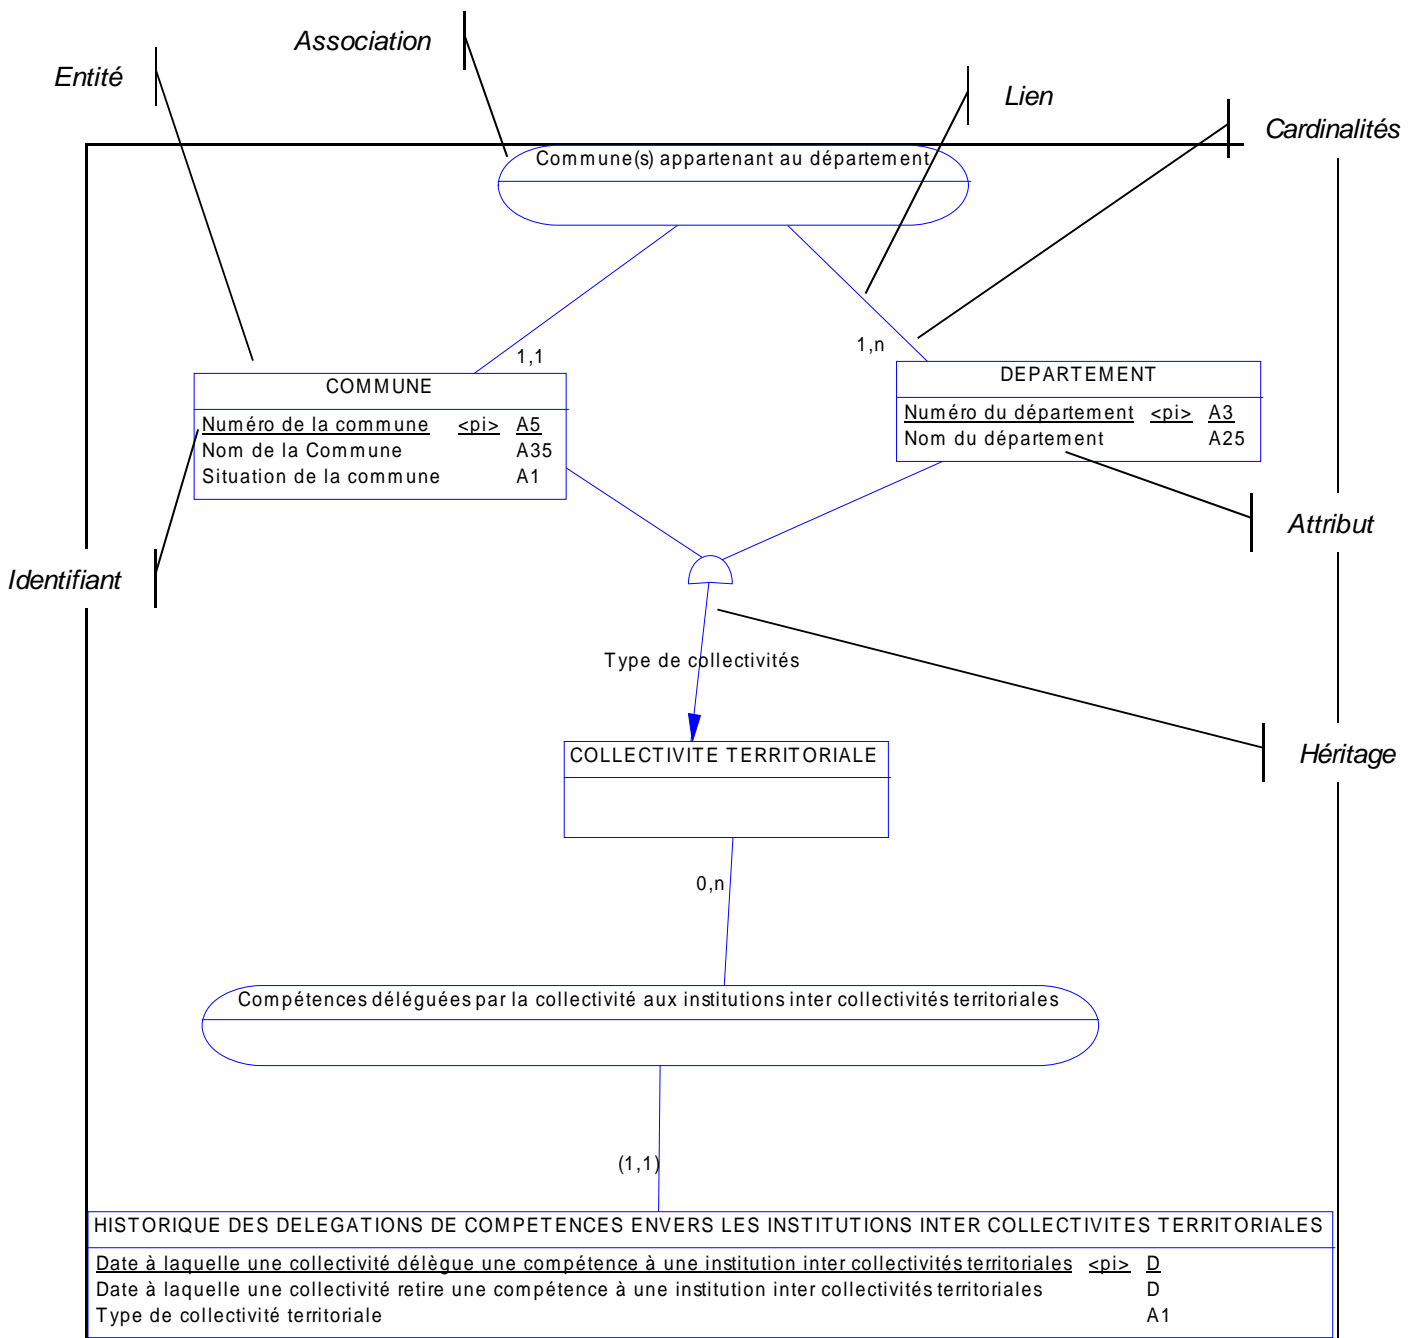 Association
Entité
Lien
Cardinalités
Commune(s) appartenant au département
1,1
1,n
COMMUNE
Numéro de la commune <pi> A5
Nom de la Commune A35
Situation de la commune A1
DEPARTEMENT
Numéro du département <pi> A3
Nom du département A25
Attribut
Identifiant
Type de collectivités
COLLECTIVITE TERRITORIALE
Héritage
0,n
Compétences déléguées par la collectivité aux institutions inter collectivités territoriales
(1,1)
HISTORIQUE DES DELEGATIONS DE COMPETENCES ENVERS LES INSTITUTIONS INTER COLLECTIVITES TERRITORIALES
Date à laquelle une collectivité délègue une compétence à une institution inter collectivités territoriales <pi> D
Date à laquelle une collectivité retire une compétence à une institution inter collectivités territoriales D
Type de collectivité territoriale A1